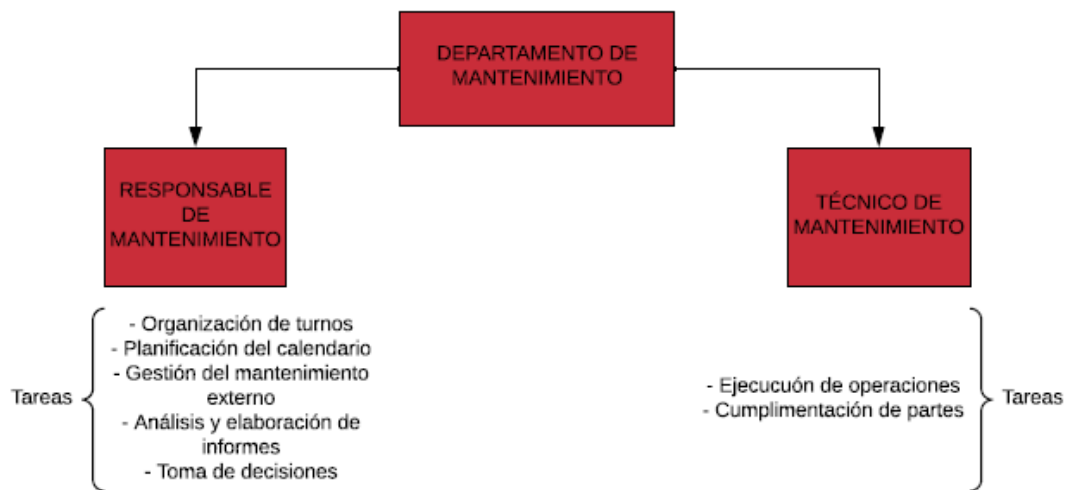 DEPARTAMENTO DE
MANTENIMIENTO
RESPONSABLE
DE
MANTENIMIENTO
TÉCNICO DE
MANTENIMIENTO
Tareas
- Organización de turnos
- Planificación del calendario
- Gestión del mantenimiento
externo
- Análisis y elaboración de
informes
- Toma de decisiones
- Ejecucuón de operaciones
- Cumplimentación de partes
Tareas